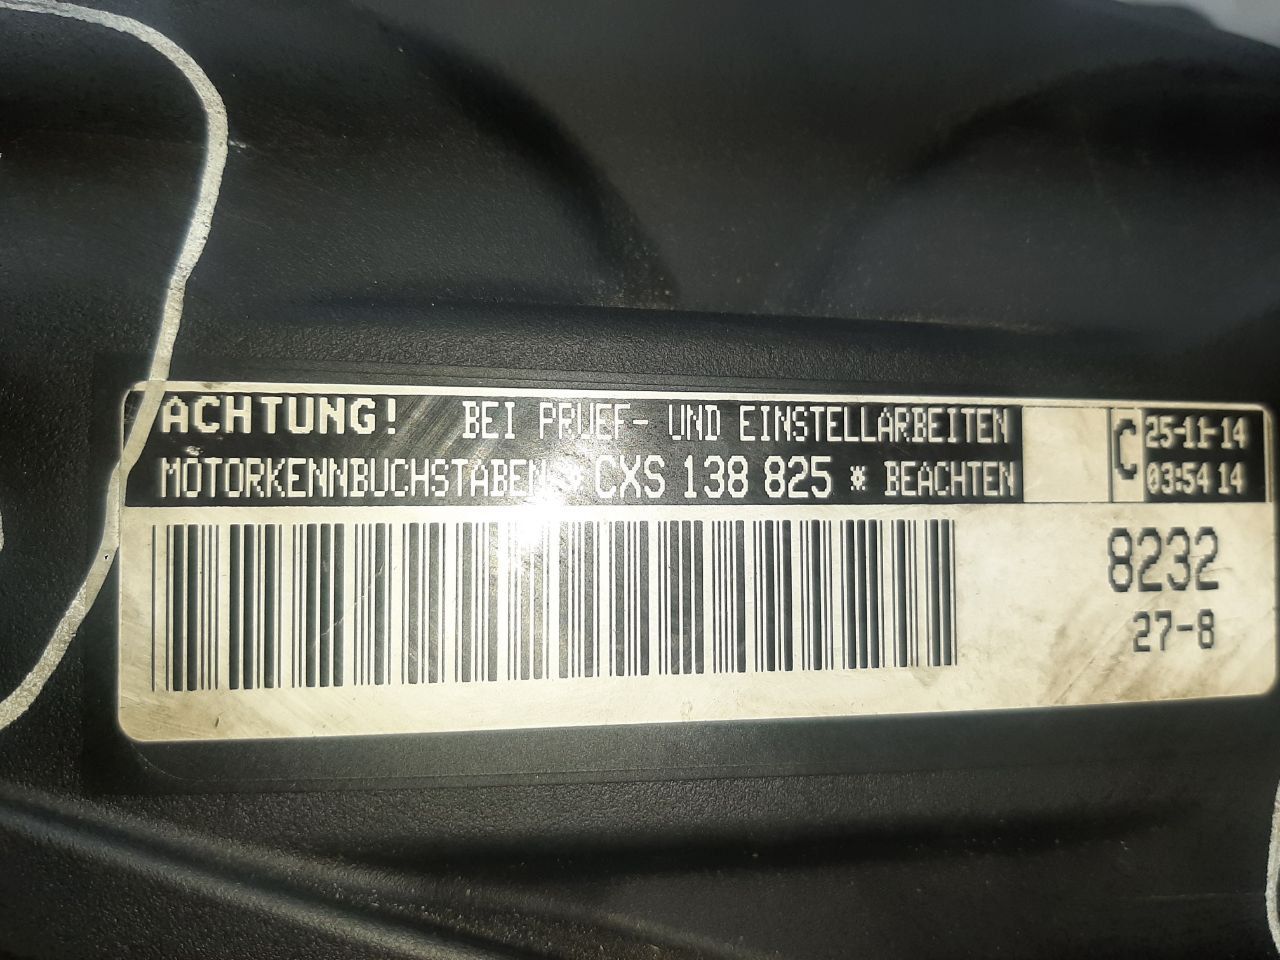 ACHTUNG! BEI PRUEF- UND EINSTELLARBEITEN
MOTORKENNBUCHSTABEN * CXS 138 825 * BEACHTEN
C
25-11-14
03:54 14
8232
27-8